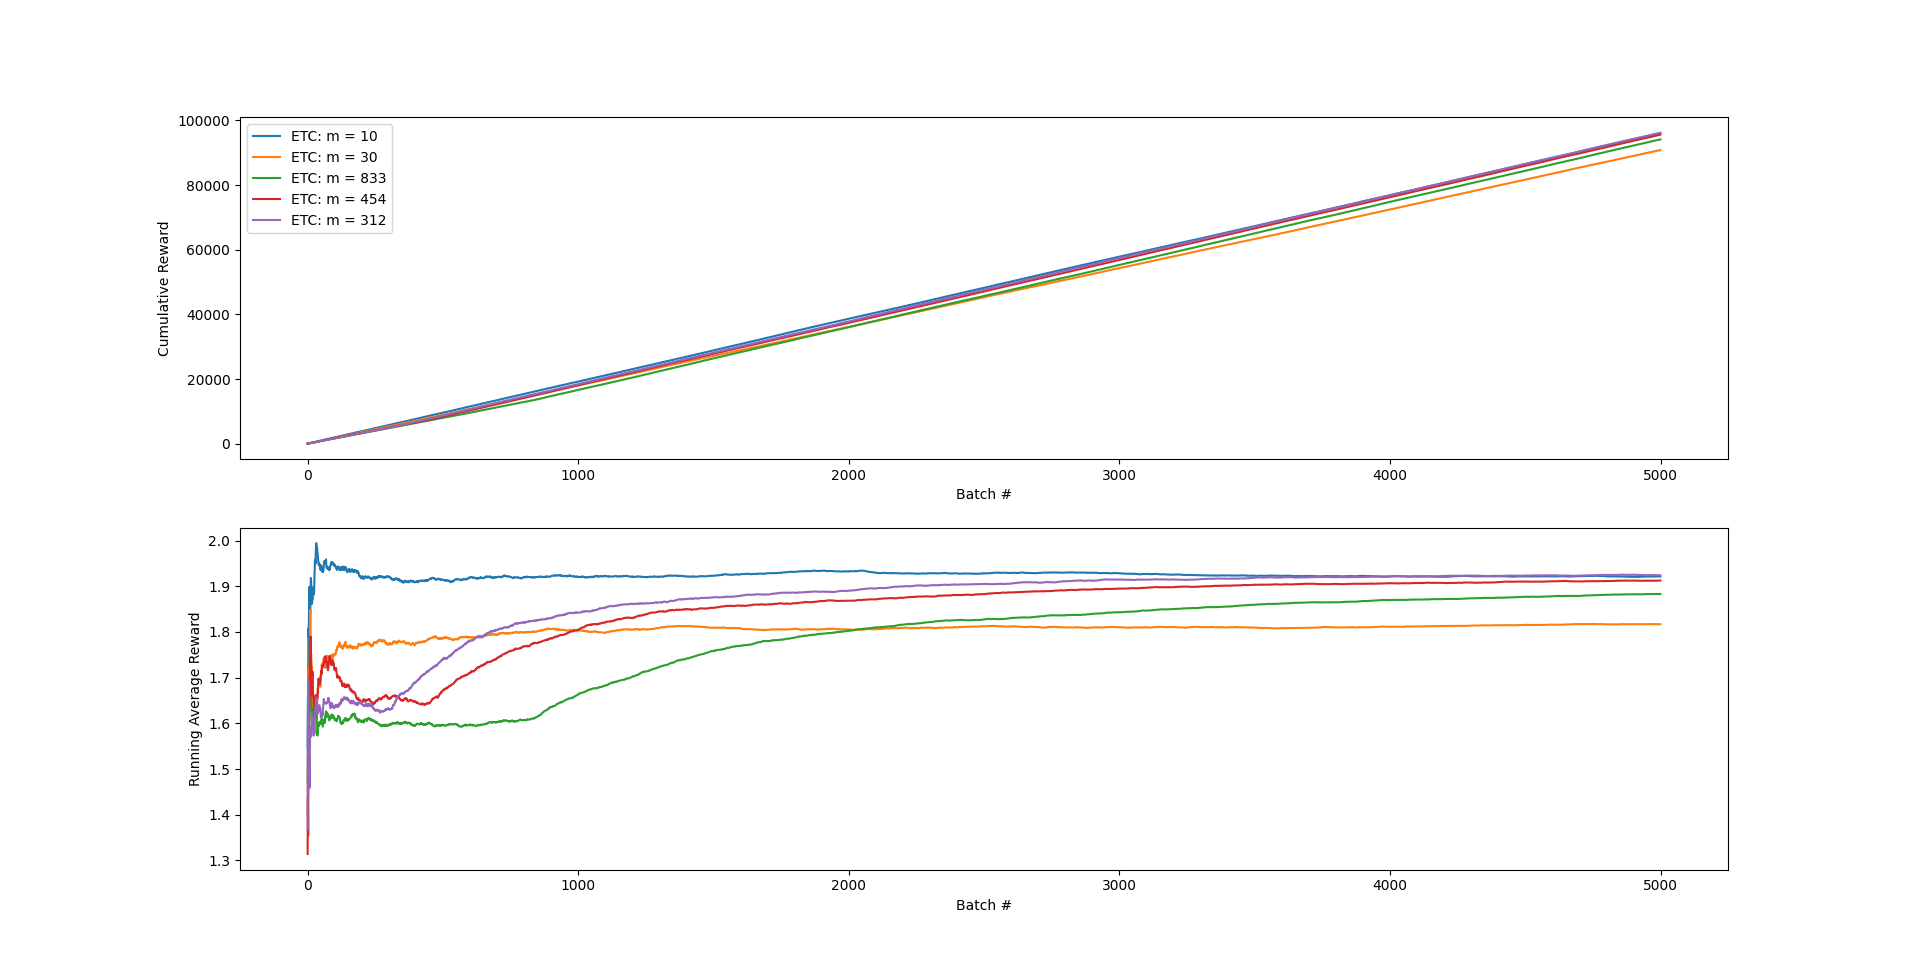 100000
80000
60000
40000
20000
0
Cumulative Reward
ETC: m = 10
ETC: m = 30
ETC: m = 833
ETC: m = 454
ETC: m = 312
0 1000 2000 3000 4000 5000
Batch #
2.0
1.9
1.8
1.7
1.6
1.5
1.4
1.3
Running Average Reward
0 1000 2000 3000 4000 5000
Batch #